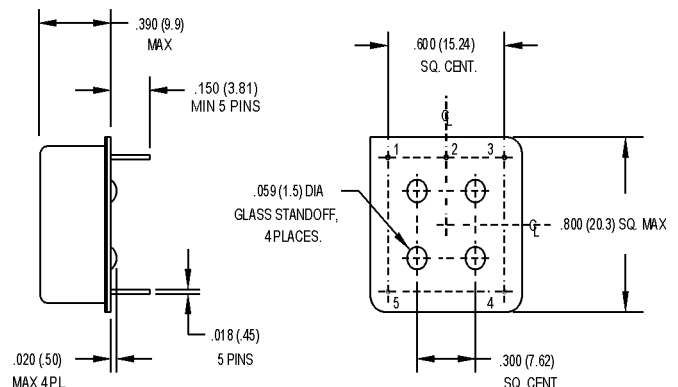 .390 (9.9)
MAX
.600 (15.24)
SQ. CENT.
.150 (3.81)
MIN 5 PINS
CL
1
2
3
.059 (1.5) DIA
GLASS STANDOFF,
4 PLACES.
CL
.800 (20.3) SQ. MAX
5
4
.018 (.45)
5 PINS
.020 (.50)
MAX 4 PL.
.300 (7.62)
SQ. CENT